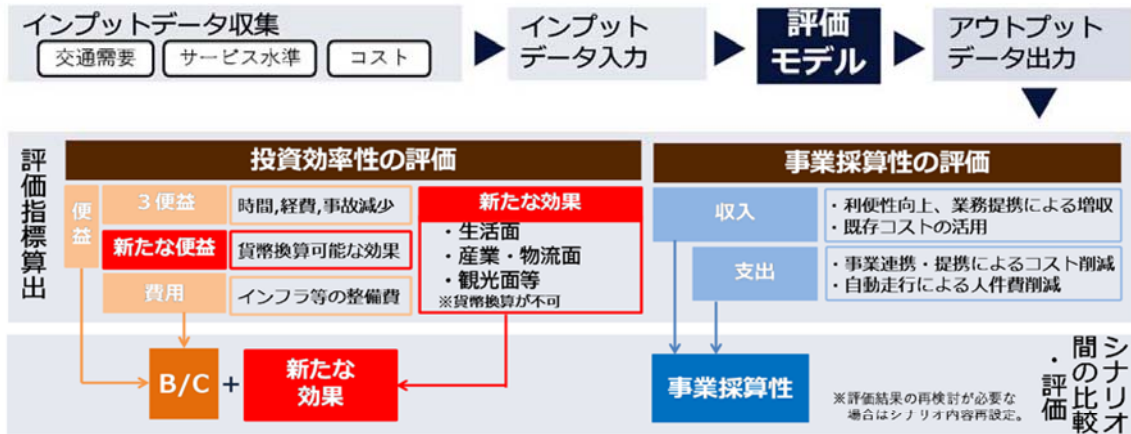 インプットデータ収集
交通需要
サービス水準
コスト
インプット
データ入力
評価
モデル
アウトプット
データ出力
評価指標算出
投資効率性の評価
便益
3便益
時間,経費,事故減少
新たな便益
貨幣換算可能な効果
費用
インフラ等の整備費
新たな効果
・生活面
・産業・物流面
・観光面等
※貨幣換算が不可
事業採算性の評価
収入
・利便性向上、業務提携による増収
・既存コストの活用
支出
・事業連携・提携によるコスト削減
・自動走行による人件費削減
シナリオ
間の比較
・評価
B/C
+
新たな
効果
事業採算性
※評価結果の再検討が必要な
場合はシナリオ内容再設定。